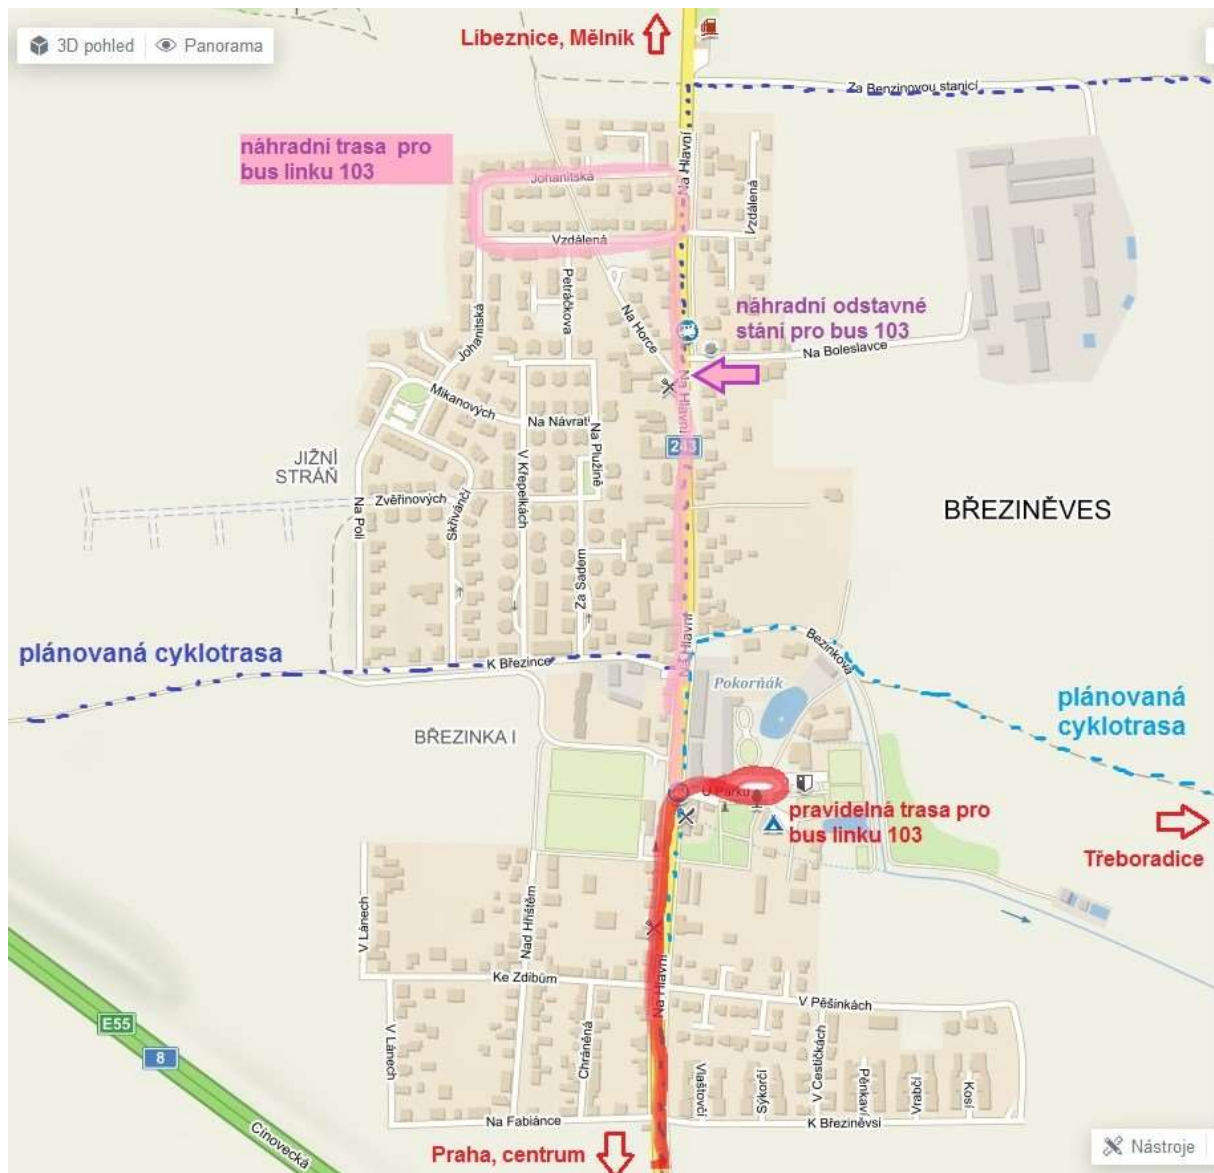 3D pohled
Panorama
Líbeznice, Mělník
Za Benzinovou stanicí
náhradní trasa pro
bus linku 103
Na Hlavní
Johanitská
Vzdálená
Vzdálená
Petráčkova
Na Horce
náhradní odstavné
stání pro bus 103
Na Boleslavce
Johanitská
Mikanových
Na Návrati
Na Hlavní
243
Na Plužině
JIŽNÍ
STRÁŇ
V Křepelkách
Zvěřinových
Na Poli
Skřivánčí
BŘEZINĚVES
Za Sadem
plánovaná cyklotrasa
K Březince
Na Hlavní
Bezinková
Pokorňák
plánovaná
cyklotrasa
BŘEZINKA I
U Parku
pravidelná trasa pro
bus linku 103
Třeboradice
V Lánech
Nad Hřištěm
Ke Zdibům
Na Hlavní
V Pěšinkách
E55
8
V Lánech
Chráněná
Vlaštovčí
Sýkorčí
V Cestičkách
Pěnkaví
Vrabčí
Kosí
Na Fabiánce
K Březiněvsi
Cínovecká
Praha, centrum
Nástroje